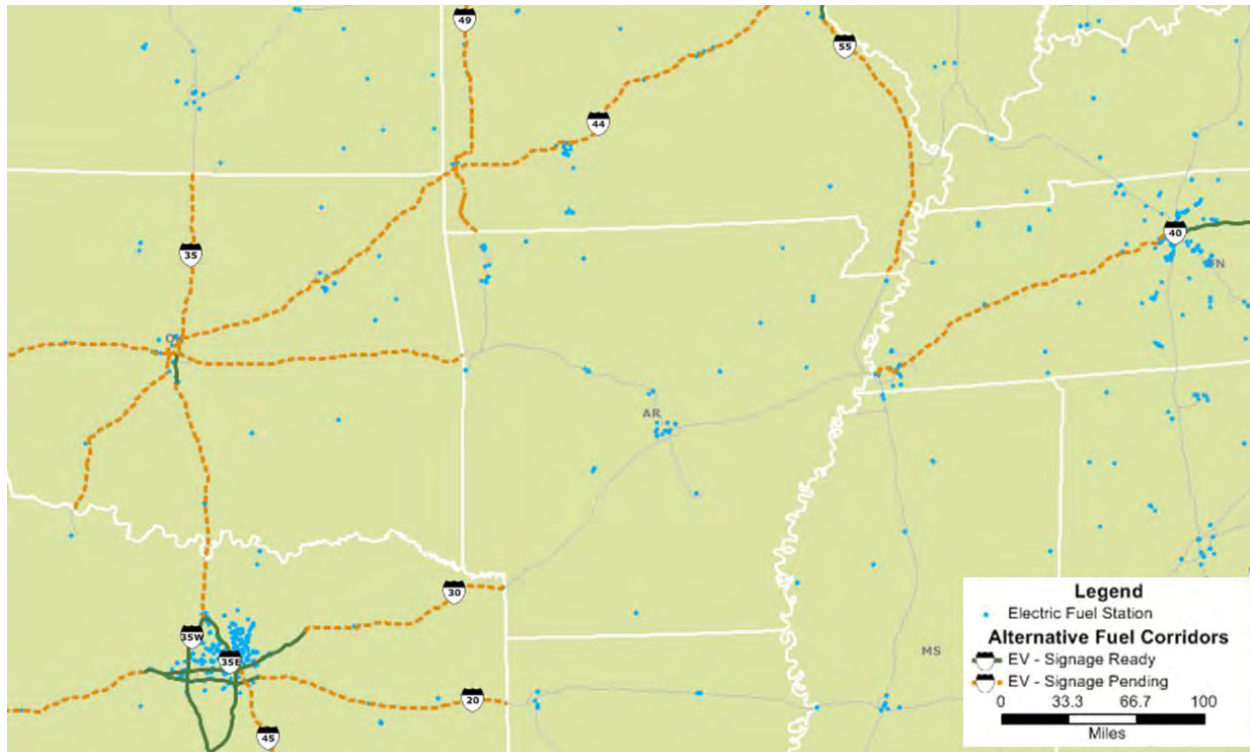 49
55
44
40
35
TN
AR
30
35W
35E
MS
20
45
Legend
Electric Fuel Station
Alternative Fuel Corridors
EV - Signage Ready
EV - Signage Pending
0 33.3 66.7 100
Miles